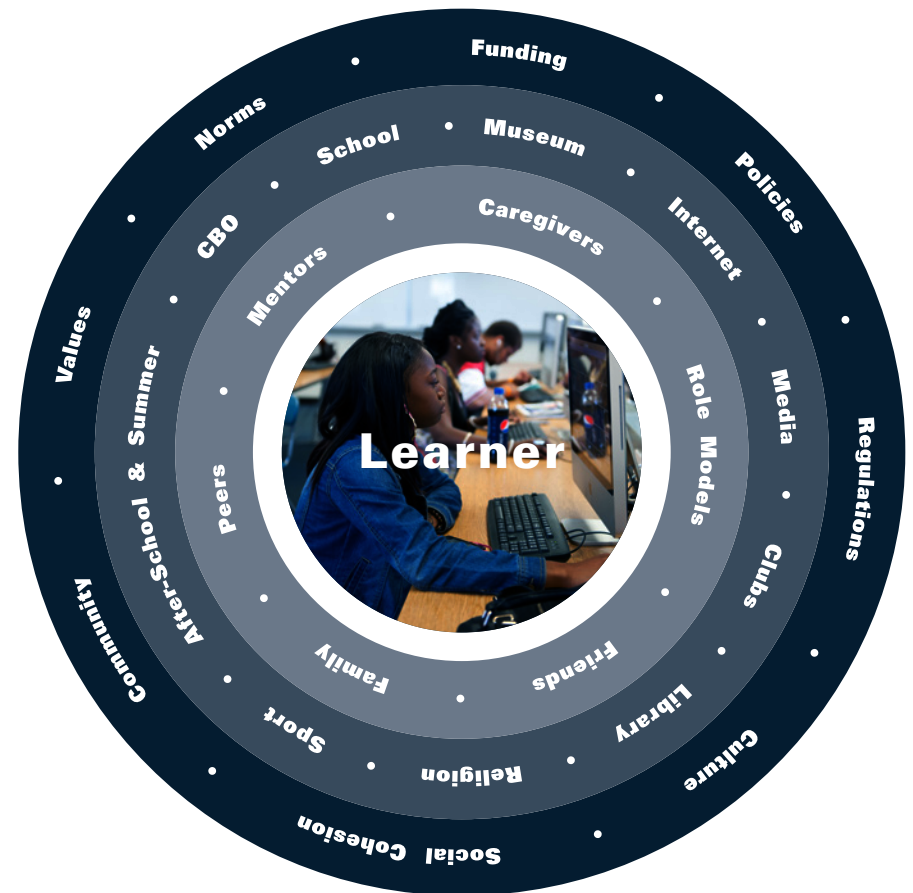 Funding
Policies
Regulations
Culture
Social Cohesion
Community
Values
Norms
Museum
Internet
Media
Clubs
Library
Religion
Sport
After-School & Summer
CBO
School
Caregivers
Role Models
Friends
Family
Peers
Mentors
Learner